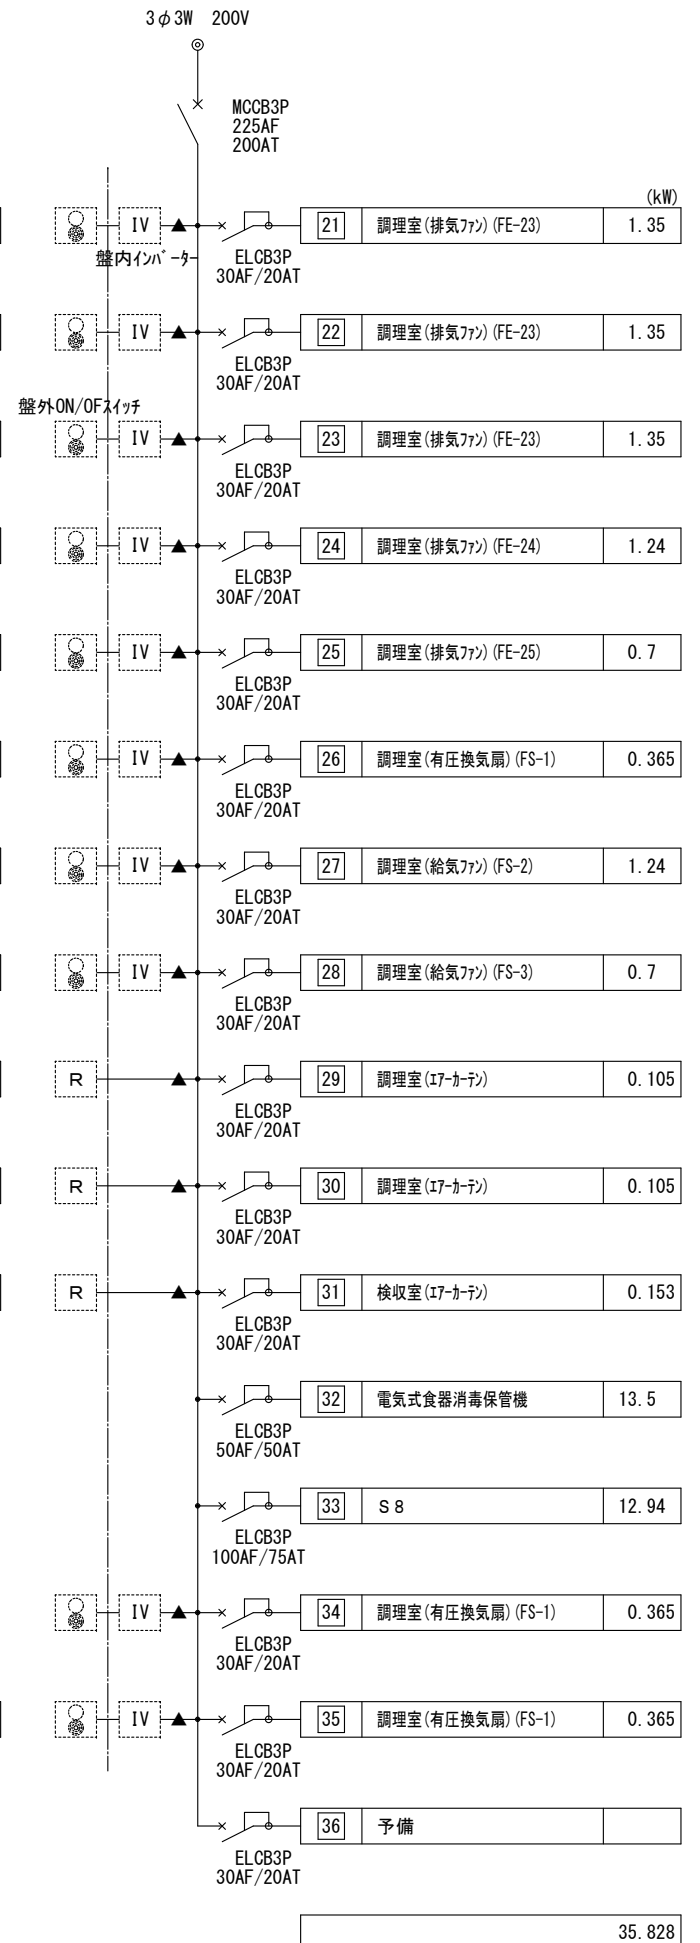 3φ3W 200V
MCCB3P
225AF
200AT
(kW)
IV 21 調理室(排気ファン)(FE-23) 1.35
盤内インバーター
ELCB3P
30AF/20AT
IV 22 調理室(排気ファン)(FE-23) 1.35
ELCB3P
30AF/20AT
盤外ON/OFスイッチ
IV 23 調理室(排気ファン)(FE-23) 1.35
ELCB3P
30AF/20AT
IV 24 調理室(排気ファン)(FE-24) 1.24
ELCB3P
30AF/20AT
IV 25 調理室(排気ファン)(FE-25) 0.7
ELCB3P
30AF/20AT
IV 26 調理室(有圧換気扇)(FS-1) 0.365
ELCB3P
30AF/20AT
IV 27 調理室(給気ファン)(FS-2) 1.24
ELCB3P
30AF/20AT
IV 28 調理室(給気ファン)(FS-3) 0.7
ELCB3P
30AF/20AT
R 29 調理室(エアーカーテン) 0.105
ELCB3P
30AF/20AT
R 30 調理室(エアーカーテン) 0.105
ELCB3P
30AF/20AT
R 31 検収室(エアーカーテン) 0.153
ELCB3P
30AF/20AT
32 電気式食器消毒保管機 13.5
ELCB3P
50AF/50AT
33 S8 12.94
ELCB3P
100AF/75AT
IV 34 調理室(有圧換気扇)(FS-1) 0.365
ELCB3P
30AF/20AT
IV 35 調理室(有圧換気扇)(FS-1) 0.365
ELCB3P
30AF/20AT
36 予備
ELCB3P
30AF/20AT
35.828